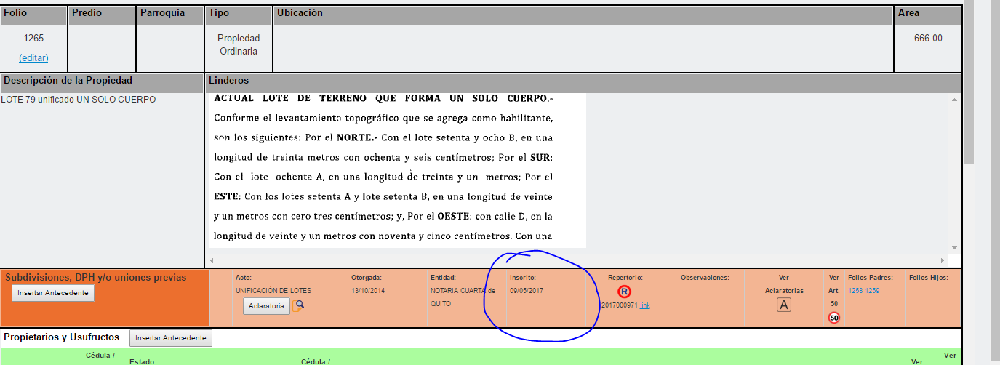 Folio Predio Parroquia Tipo Ubicación Area
1265 Propiedad Ordinaria 666.00
(editar)
Descripción de la Propiedad Linderos
LOTE 79 unificado UN SOLO CUERPO
ACTUAL LOTE DE TERRENO QUE FORMA UN SOLO CUERPO.-
Conforme el levantamiento topográfico que se agrega como habilitante,
son los siguientes: Por el NORTE.- Con el lote setenta y ocho B, en una
longitud de treinta metros con ochenta y seis centímetros; Por el SUR:
Con el lote ochenta A, en una longitud de treinta y un metros; Por el
ESTE: Con los lotes setenta A y lote setenta B, en una longitud de veinte
y un metros con cero tres centímetros; y, Por el OESTE: con calle D, en la
longitud de veinte y un metros con noventa y cinco centímetros. Con una
Subdivisiones, DPH y/o uniones previas
Insertar Antecedente
Acto:
UNIFICACIÓN DE LOTES
Aclaratoria
Otorgada:
13/10/2014
Entidad:
NOTARIA CUARTA de
QUITO
Inscrito:
09/05/2017
Repertorio:
R
2017000971 link
Observaciones:
Ver
Aclaratorias
A
Ver
Art.
50
50
Folios Padres:
1258 1259
Folios Hijos:
Propietarios y Usufructos Insertar Antecedente
Cédula / Ver
Estado Cédula / Ver